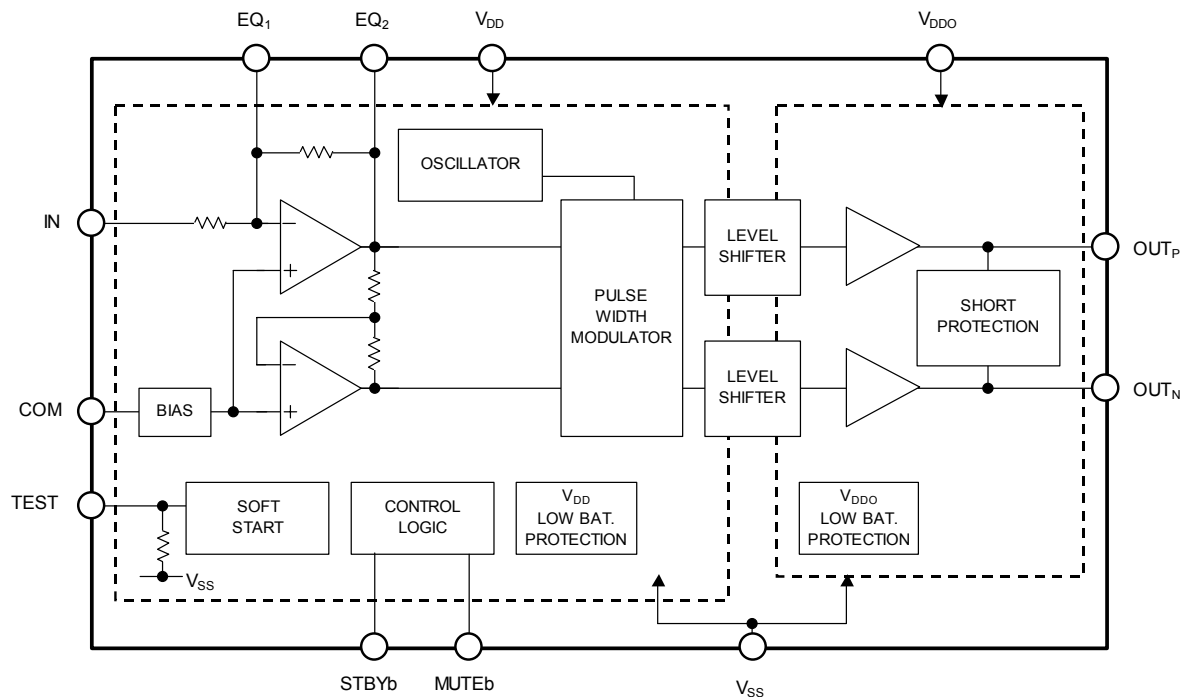 EQ1
EQ2
VDD
VDDO
OSCILLATOR
IN
−
+
PULSE
WIDTH
MODULATOR
LEVEL
SHIFTER
OUTP
SHORT
PROTECTION
−
+
LEVEL
SHIFTER
OUTN
COM
BIAS
TEST
SOFT
START
CONTROL
LOGIC
VDD
LOW BAT.
PROTECTION
VDDO
LOW BAT.
PROTECTION
VSS
STBYb
MUTEb
VSS